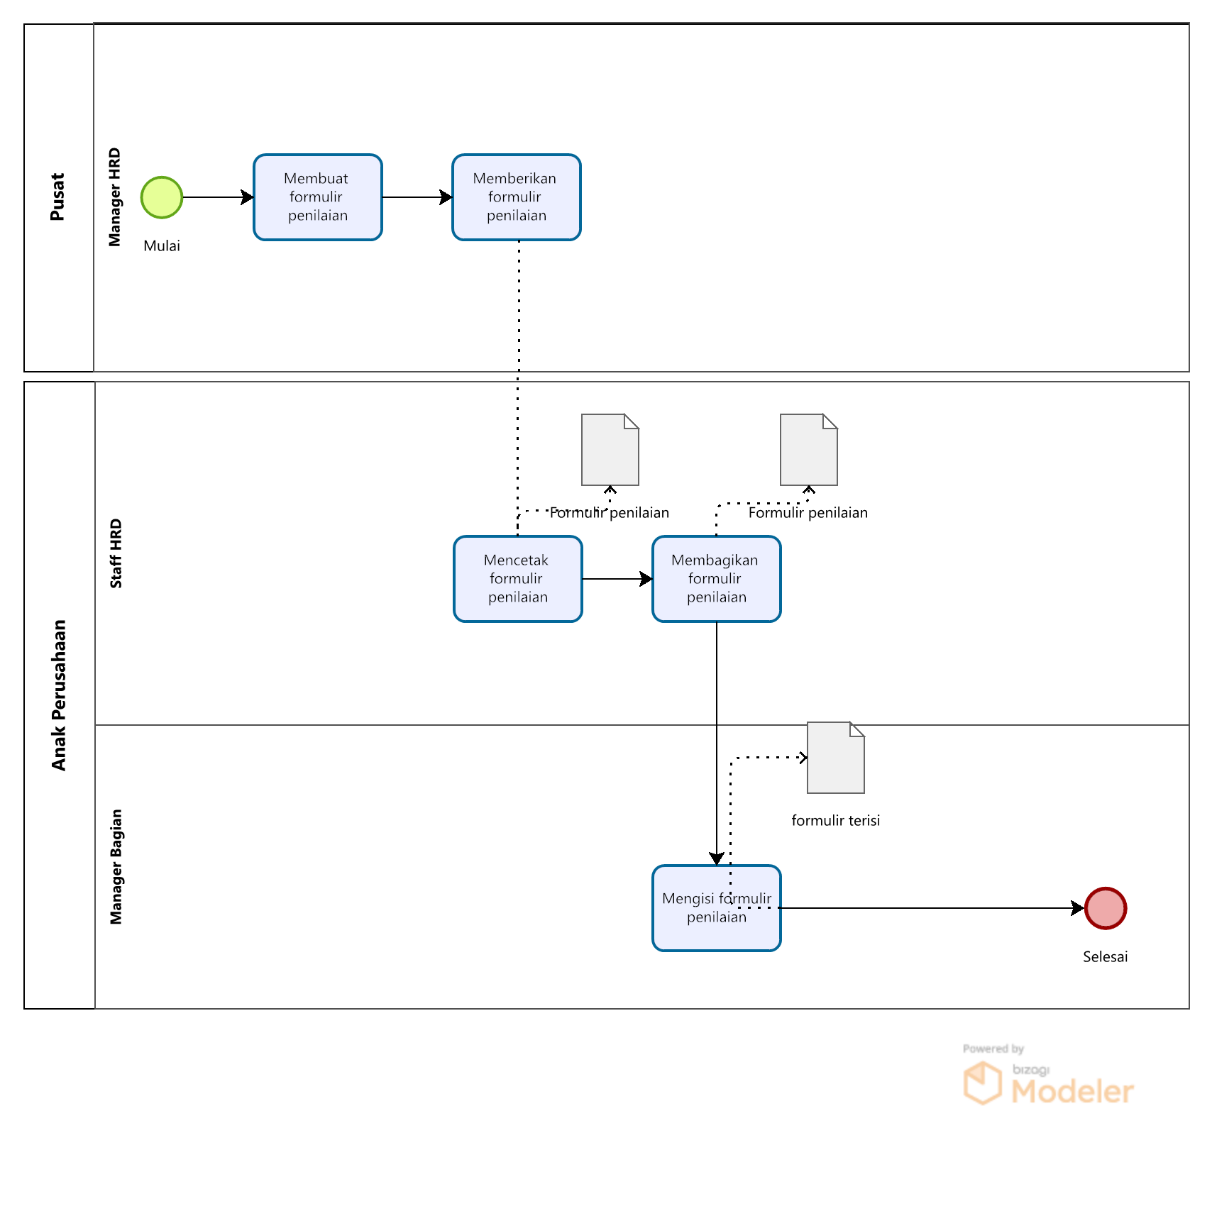 Pusat
Manager HRD
Mulai
Membuat
formulir
penilaian
Memberikan
formulir
penilaian
Anak Perusahaan
Staff HRD
Formulir penilaian
Formulir penilaian
Mencetak
formulir
penilaian
Membagikan
formulir
penilaian
Manager Bagian
formulir terisi
Mengisi formulir
penilaian
Selesai
Powered by
bizagi
Modeler